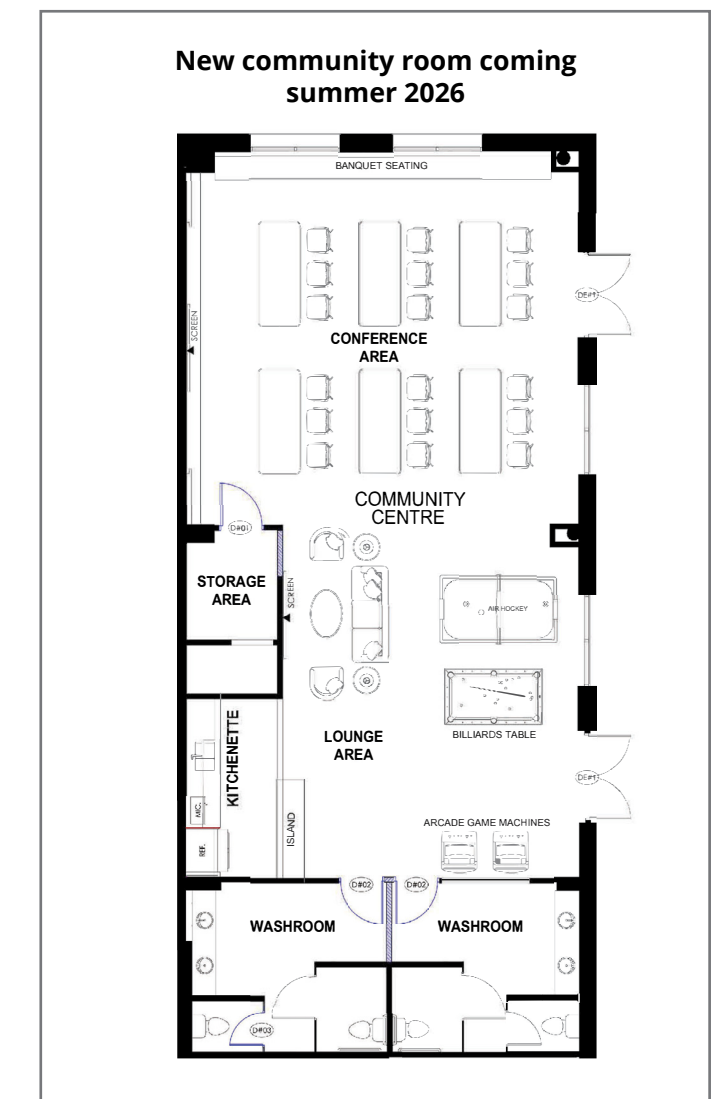 New community room coming
summer 2026
BANQUET SEATING
DE#1
SCREEN
CONFERENCE
AREA
COMMUNITY
CENTRE
D#01
STORAGE
AREA
SCREEN
AIR HOCKEY
LOUNGE
AREA
BILLIARDS TABLE
KITCHENETTE
DE#1
MIC.
REF.
ISLAND
ARCADE GAME MACHINES
D#02
D#02
WASHROOM
WASHROOM
D#03